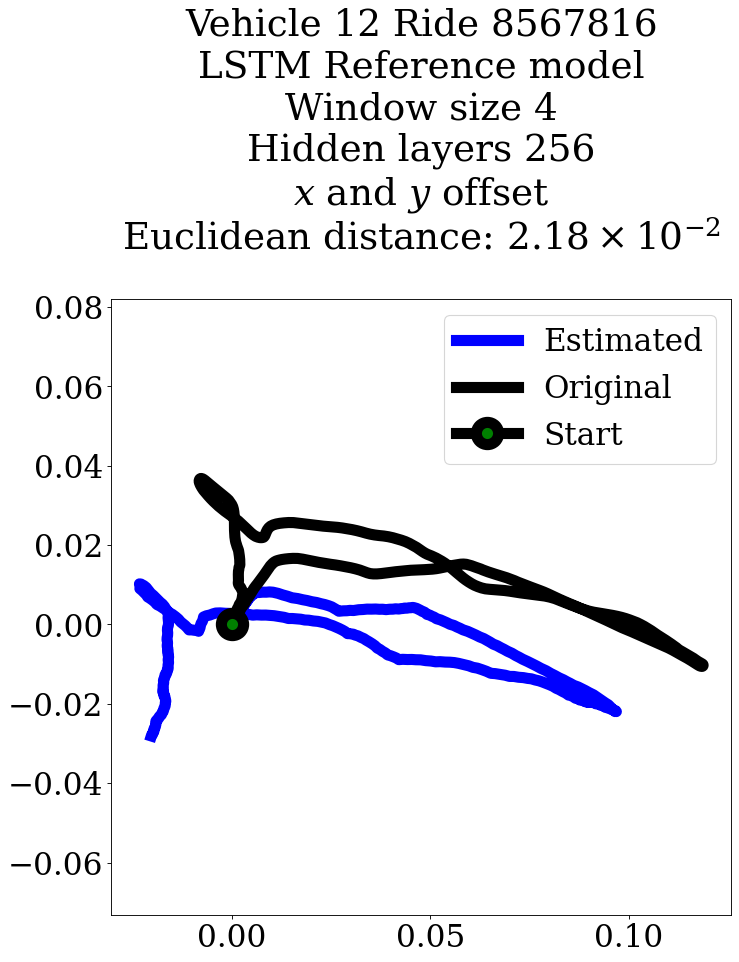 Vehicle 12 Ride 8567816
LSTM Reference model
Window size 4
Hidden layers 256
x and y offset
Euclidean distance: 2.18 × 10⁻²
0.08
0.06
0.04
0.02
0.00
−0.02
−0.04
−0.06
Estimated
Original
Start
0.00
0.05
0.10